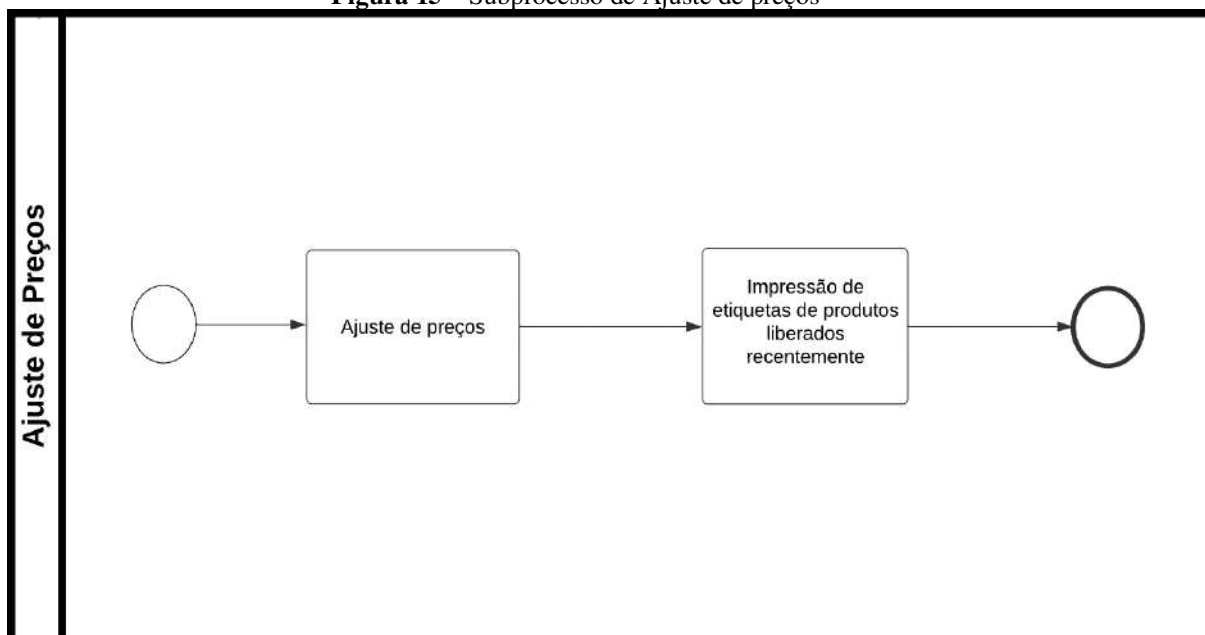 Figura 15 – Subprocesso de Ajuste de preços
Ajuste de Preços
Ajuste de preços
Impressão de
etiquetas de produtos
liberados
recentemente